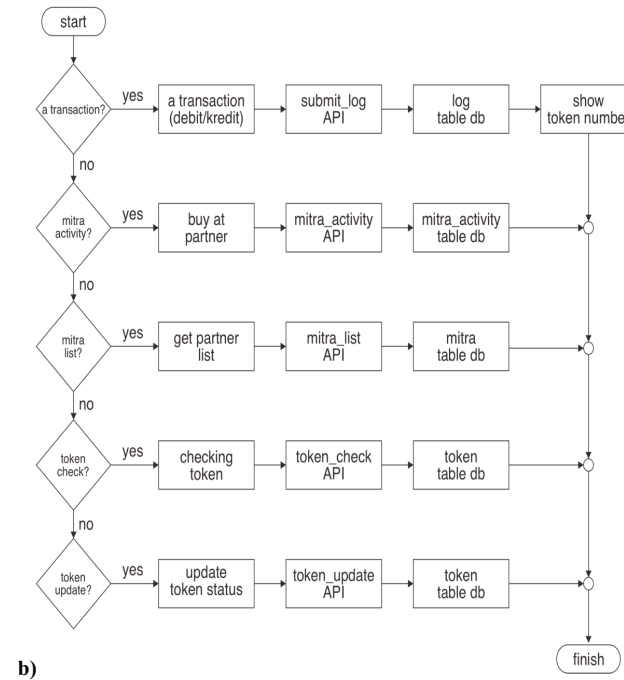 start
a transaction?
yes
a transaction
(debit/kredit)
submit_log
API
log
table db
show
token numbe
no
mitra
activity?
yes
buy at
partner
mitra_activity
API
mitra_activity
table db
no
mitra
list?
yes
get partner
list
mitra_list
API
mitra
table db
no
token
check?
yes
checking
token
token_check
API
token
table db
no
token
update?
yes
update
token status
token_update
API
token
table db
finish
b)